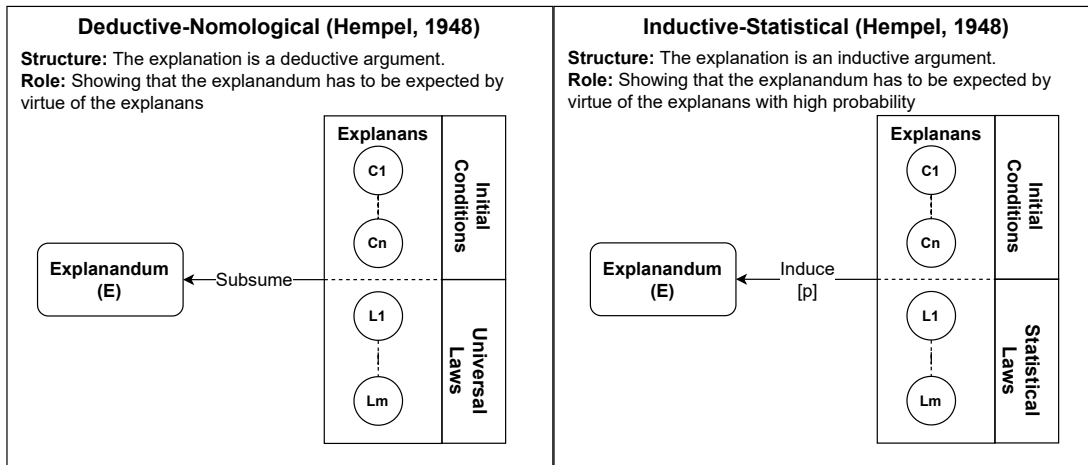 Deductive-Nomological (Hempel, 1948)
Structure: The explanation is a deductive argument.
Role: Showing that the explanandum has to be expected by
virtue of the explanans
Explanans
C1
Cn
Initial
Conditions
Explanandum
(E)
Subsume
L1
Lm
Universal
Laws
Inductive-Statistical (Hempel, 1948)
Structure: The explanation is an inductive argument.
Role: Showing that the explanandum has to be expected by
virtue of the explanans with high probability
Explanans
C1
Cn
Initial
Conditions
Explanandum
(E)
Induce
[p]
L1
Lm
Statistical
Laws